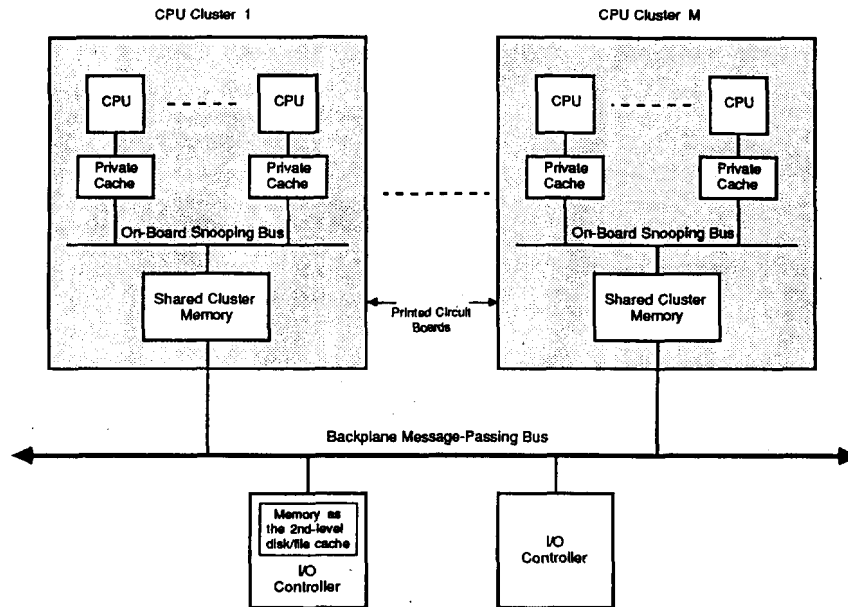 CPU Cluster 1
CPU Cluster M
CPU
CPU
CPU
CPU
Private
Cache
Private
Cache
Private
Cache
Private
Cache
On-Board Snooping Bus
On-Board Snooping Bus
Shared Cluster
Memory
Shared Cluster
Memory
Printed Circuit
Boards
Backplane Message-Passing Bus
Memory as
the 2nd-level
disk/file cache
I/O
Controller
I/O
Controller